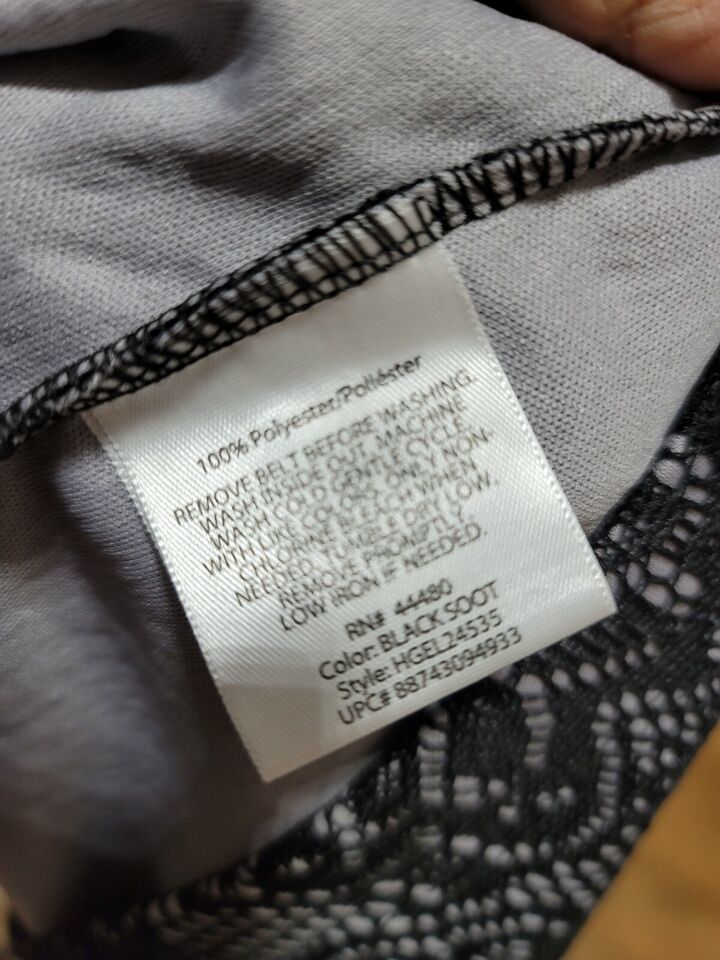 100% Polyester/Poliéster
REMOVE BELT BEFORE WASHING.
WASH INSIDE OUT. MACHINE
WASH COLD GENTLE CYCLE
WITH LIKE COLORS. ONLY NON-
CHLORINE BLEACH WHEN
NEEDED. TUMBLE DRY LOW.
REMOVE PROMPTLY.
LOW IRON IF NEEDED.
RN# 44480
Color: BLACK SOOT
Style: HGEL24535
UPC# 88743094933